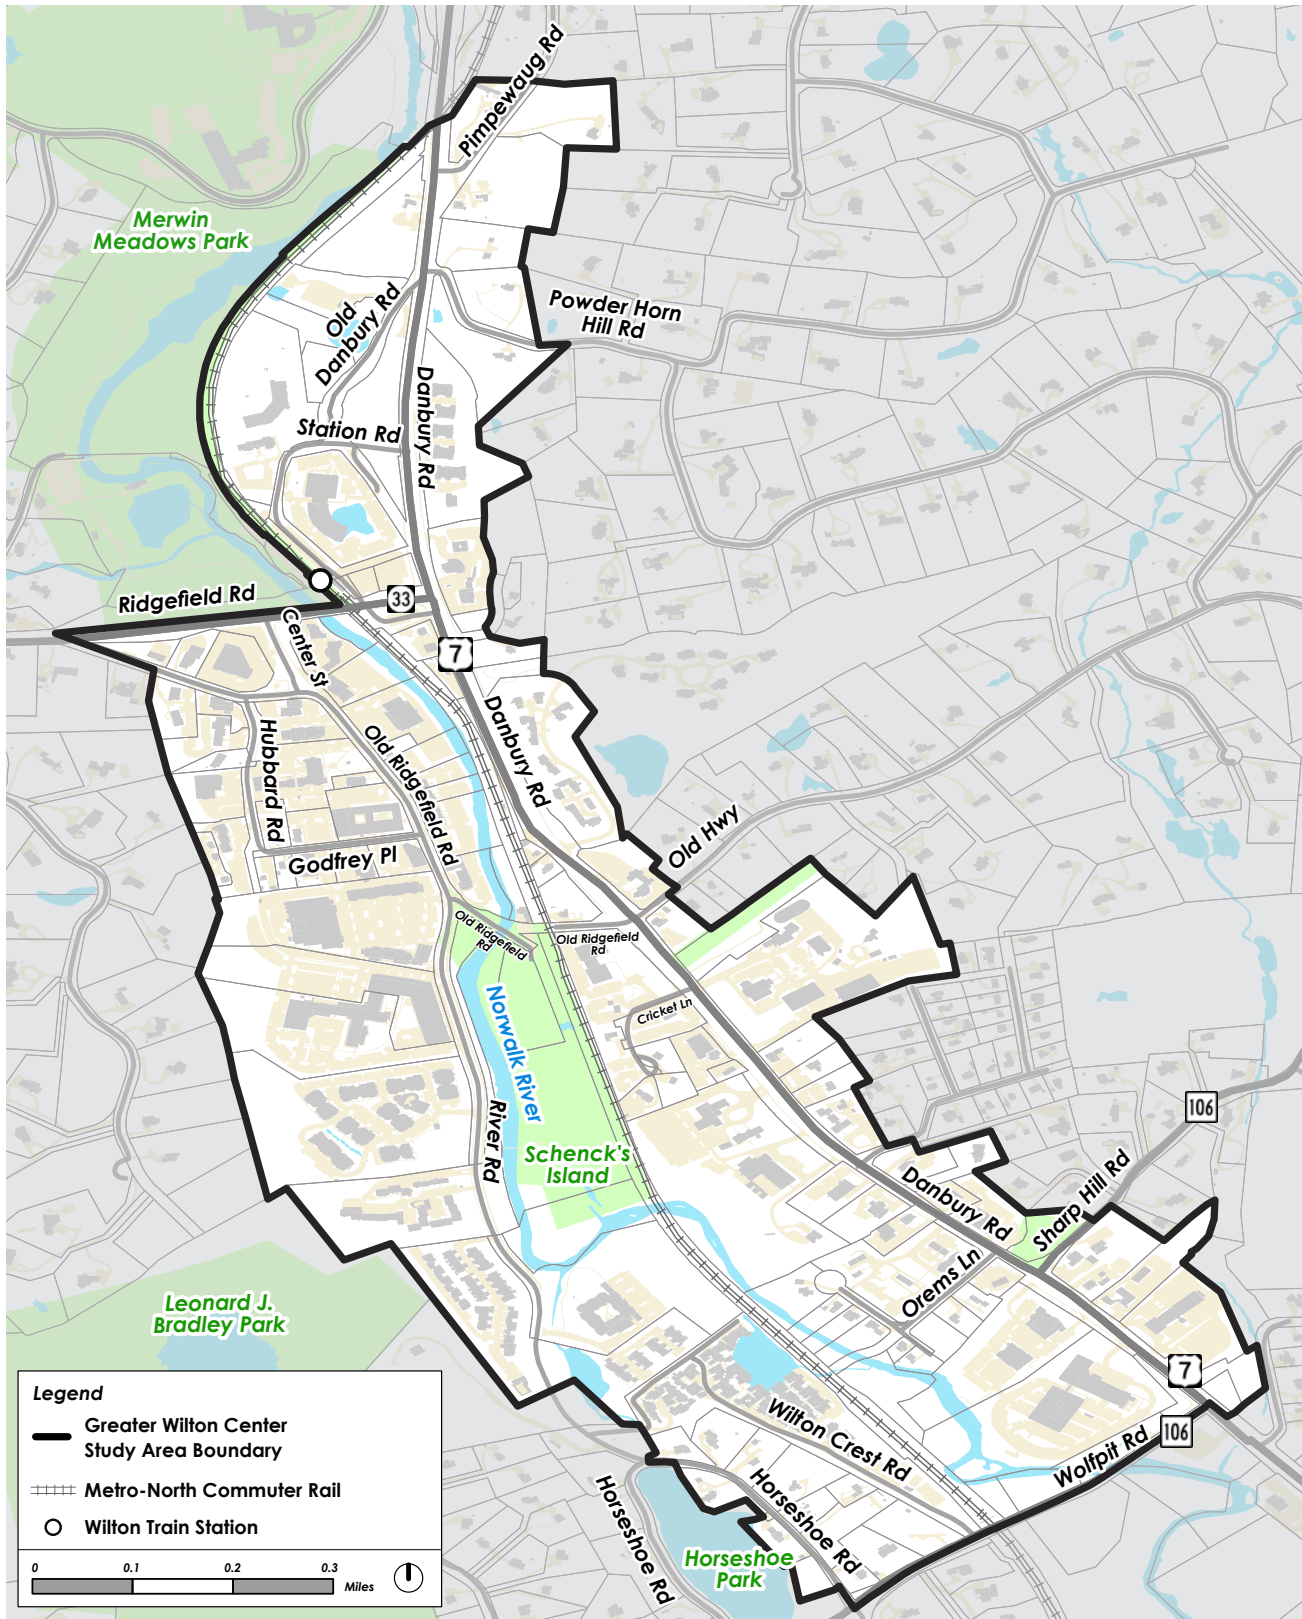 Pimpewaug Rd
Merwin
Meadows Park
Old
Danbury Rd
Powder Horn
Hill Rd
Danbury Rd
Station Rd
Ridgefield Rd
33
Center St
7
Danbury Rd
Hubbard Rd
Old Ridgefield Rd
Godfrey Pl
Old Hwy
Old Ridgefield
Rd
Old Ridgefield
Rd
Cricket Ln
Norwalk River
River Rd
Schenck's
Island
106
Danbury Rd
Sharp Hill Rd
Orems Ln
Leonard J.
Bradley Park
7
106
Wolfpit Rd
Wilton Crest Rd
Horseshoe Rd
Horseshoe Rd
Horseshoe
Park
Legend
Greater Wilton Center
Study Area Boundary
Metro-North Commuter Rail
Wilton Train Station
0 0.1 0.2 0.3
Miles